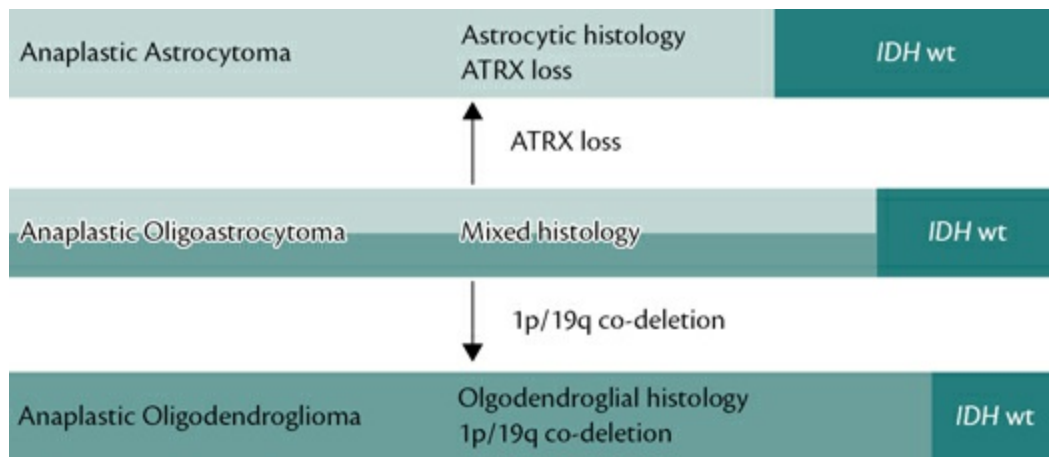 Anaplastic Astrocytoma
Astrocytic histology
ATRX loss
IDH wt
ATRX loss
Anaplastic Oligoastrocytoma
Mixed histology
IDH wt
1p/19q co-deletion
Anaplastic Oligodendroglioma
Olgodendroglial histology
1p/19q co-deletion
IDH wt